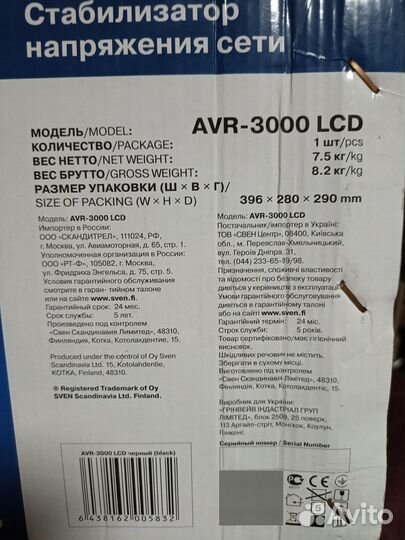 Стабилизатор
напряжения сети
МОДЕЛЬ/MODEL: AVR-3000 LCD
КОЛИЧЕСТВО/PACKAGE: 1 шт/pcs
ВЕС НЕТТО/NET WEIGHT: 7.5 кг/kg
ВЕС БРУТТО/GROSS WEIGHT: 8.2 кг/kg
РАЗМЕР УПАКОВКИ (Ш × В × Г)/
SIZE OF PACKING (W × H × D) 396 × 280 × 290 mm
Модель: AVR-3000 LCD
Импортер в России:
ООО «СКАНДИТРЕЛ», 111024, РФ,
г. Москва, ул. Авиамоторная, д. 65, стр. 1.
Уполномоченная организация в России:
ООО «РТ-Ф», 105082, г. Москва,
ул. Фридриха Энгельса, д. 75, стр. 5.
Условия гарантийного обслуживания
смотрите в гаран- тийном талоне
или на сайте www.sven.fi
Гарантийный срок: 24 мес.
Срок службы: 5 лет.
Произведено под контролем
«Свен Скандинавия Лимитед», 48310,
Финляндия, Котка, Котолахдентие, 15.
Produced under the control of Oy Sven
Scandinavia Ltd. 15, Kotolahdentie,
KOTKA, Finland, 48310.
® Registered Trademark of Oy
SVEN Scandinavia Ltd. Finland.
Модель: AVR-3000 LCD
Постачальник/імпортер в Україні:
ТОВ «СВЕН Центр», 08400, Київська
обл., м. Переяслав-Хмельницький,
вул. Героїв Дніпра, 31,
тел. (044) 233-65-89/98.
Призначення, споживчі властивості
та відомості про безпеку товару
дивіться у керівництві з експлуатації
Умови гарантійного обслуговування
дивіться в гарантійному талоні
або на сайті www.sven.fi
Гарантійний термін: 24 міс.
Строк служби: 5 років.
Товар сертифіковано/має гігієнічний
висновок.
Шкідливих речовин не містить.
Зберігати в сухому місці.
Виготовлено під контролем
«Свен Скандинавія Лімітед», 48310,
Фінляндія, Котка, Котолахдентіє, 15.
Виробник для України:
«ГРІНВЕЙВ ІНДАСТРІАЛ ГРУП
ЛІМІТЕД», блок 2509, 25 поверх,
113 Аргайл-стріт, Монгкок, Коулун,
Гонконг.
Серийный номер/ Serial Number
AVR-3000 LCD черный (black)
6 438162 005832
Avito